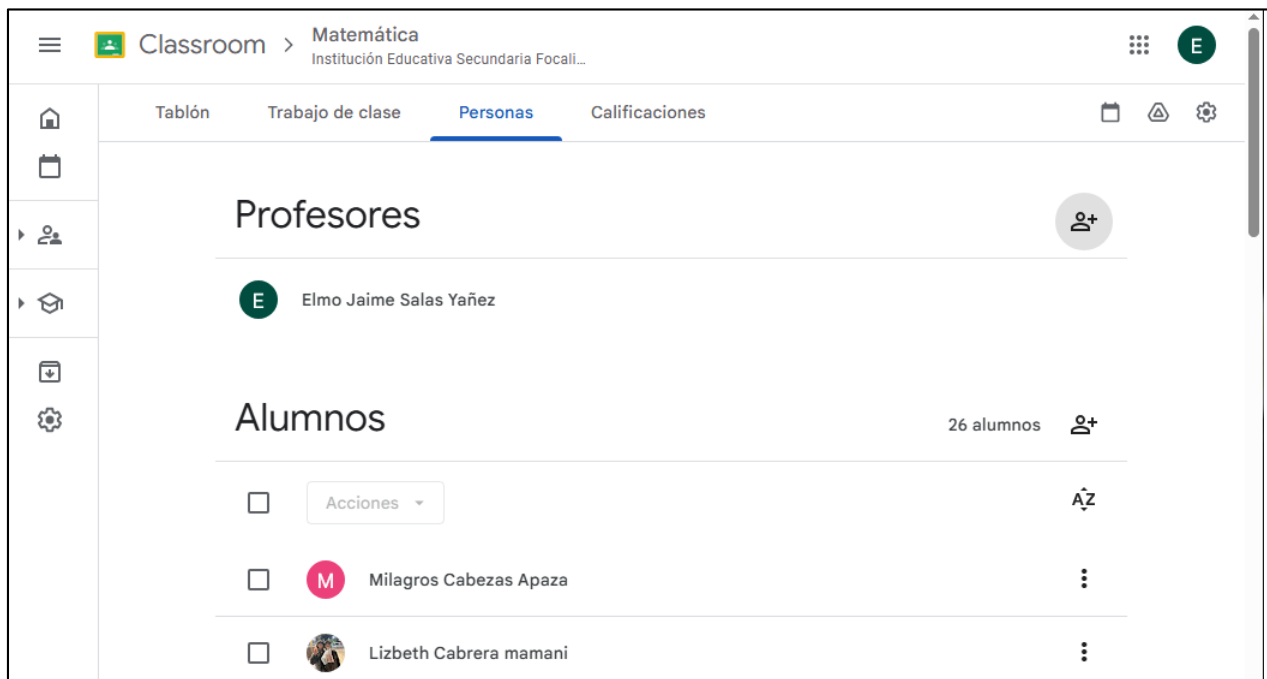 Classroom > Matemática
Institución Educativa Secundaria Focali...
E
Tablón Trabajo de clase Personas Calificaciones
Profesores
E Elmo Jaime Salas Yañez
Alumnos 26 alumnos
Acciones AZ
M Milagros Cabezas Apaza
Lizbeth Cabrera mamani